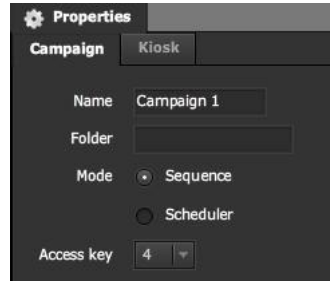 Properties
Campaign Kiosk
Name Campaign 1
Folder
Mode Sequence
Scheduler
Access key 4